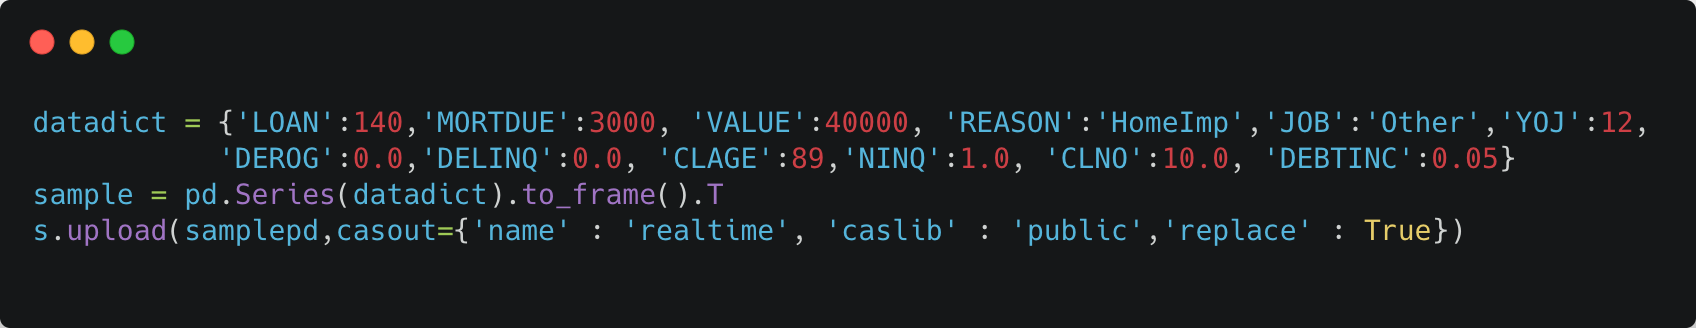 datadict = {'LOAN':140,'MORTDUE':3000, 'VALUE':40000, 'REASON':'HomeImp','JOB':'Other','YOJ':12,
           'DEROG':0.0,'DELINQ':0.0, 'CLAGE':89,'NINQ':1.0, 'CLNO':10.0, 'DEBTINC':0.05}
sample = pd.Series(datadict).to_frame().T
s.upload(samplepd,casout={'name' : 'realtime', 'caslib' : 'public','replace' : True})